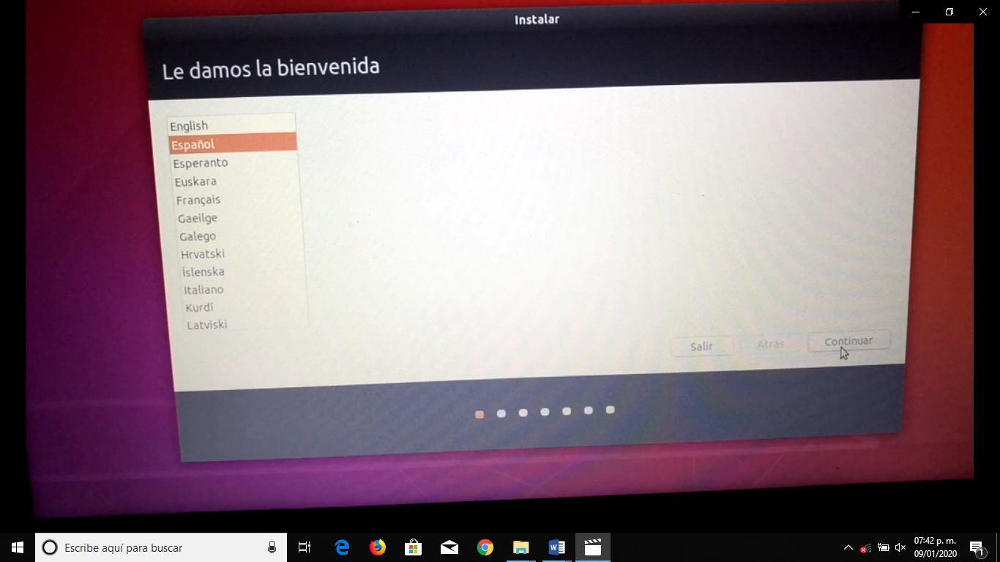 Instalar
Le damos la bienvenida
English
Español
Esperanto
Euskara
Français
Gaeilge
Galego
Hrvatski
Íslenska
Italiano
Kurdî
Latviski
Salir
Atrás
Continuar
Escribe aquí para buscar
07:42 p. m.
09/01/2020
1